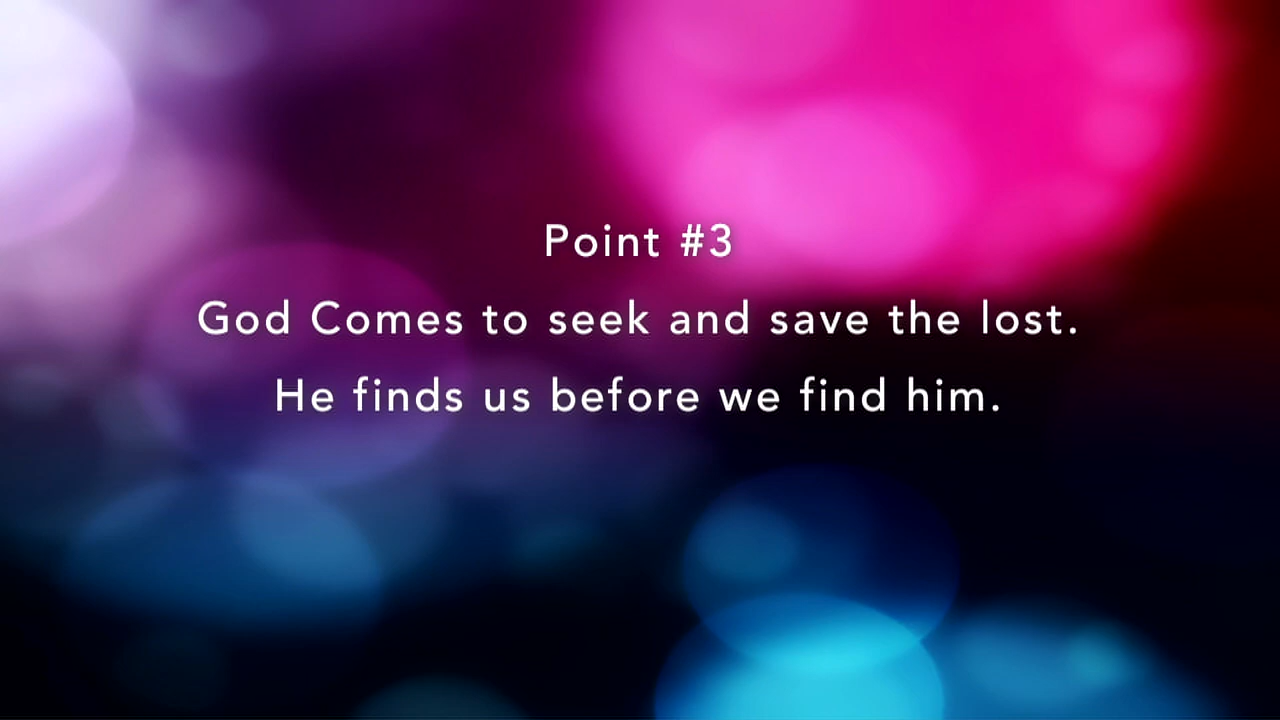 Point #3
God Comes to seek and save the lost.
He finds us before we find him.